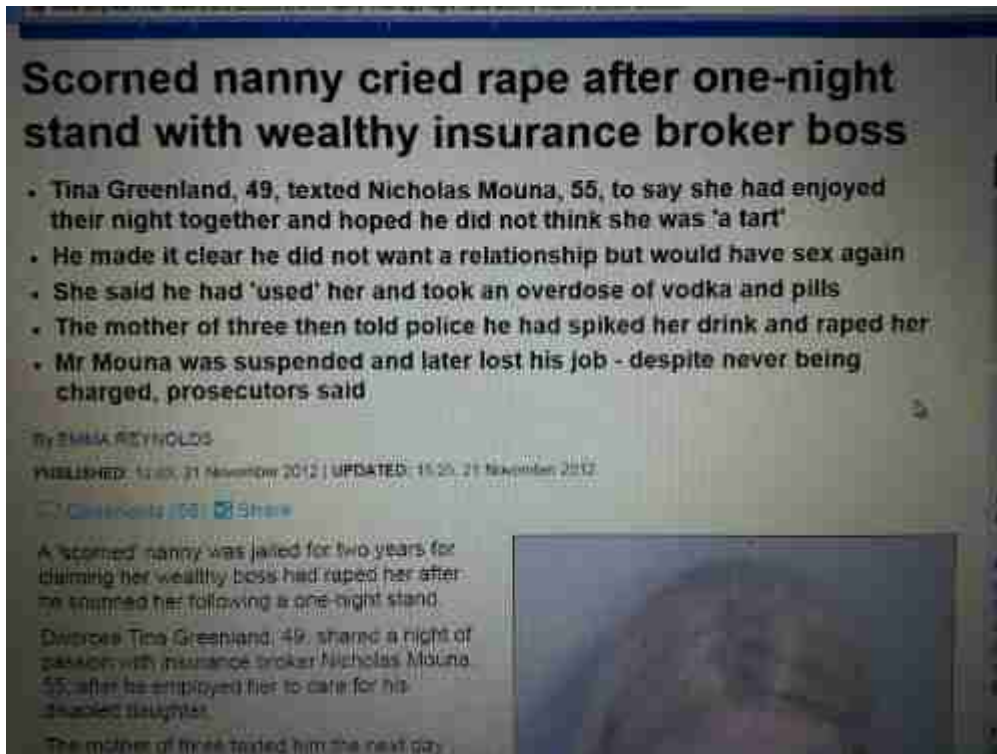 Scorned nanny cried rape after one-night
stand with wealthy insurance broker boss
• Tina Greenland, 49, texted Nicholas Mouna, 55, to say she had enjoyed
their night together and hoped he did not think she was 'a tart'
• He made it clear he did not want a relationship but would have sex again
• She said he had 'used' her and took an overdose of vodka and pills
• The mother of three then told police he had spiked her drink and raped her
• Mr Mouna was suspended and later lost his job - despite never being
charged, prosecutors said
By EMMA REYNOLDS
PUBLISHED: 21 November 2012 | UPDATED: 21 November 2012
Comments Share
A 'scorned' nanny was jailed for two years for
claiming her wealthy boss had raped her after
he spurned her following a one-night stand.
Divorcee Tina Greenland, 49, shared a night of
passion with insurance broker Nicholas Mouna,
55, after he employed her to care for his
disabled daughter.
The mother of three texted him the next day